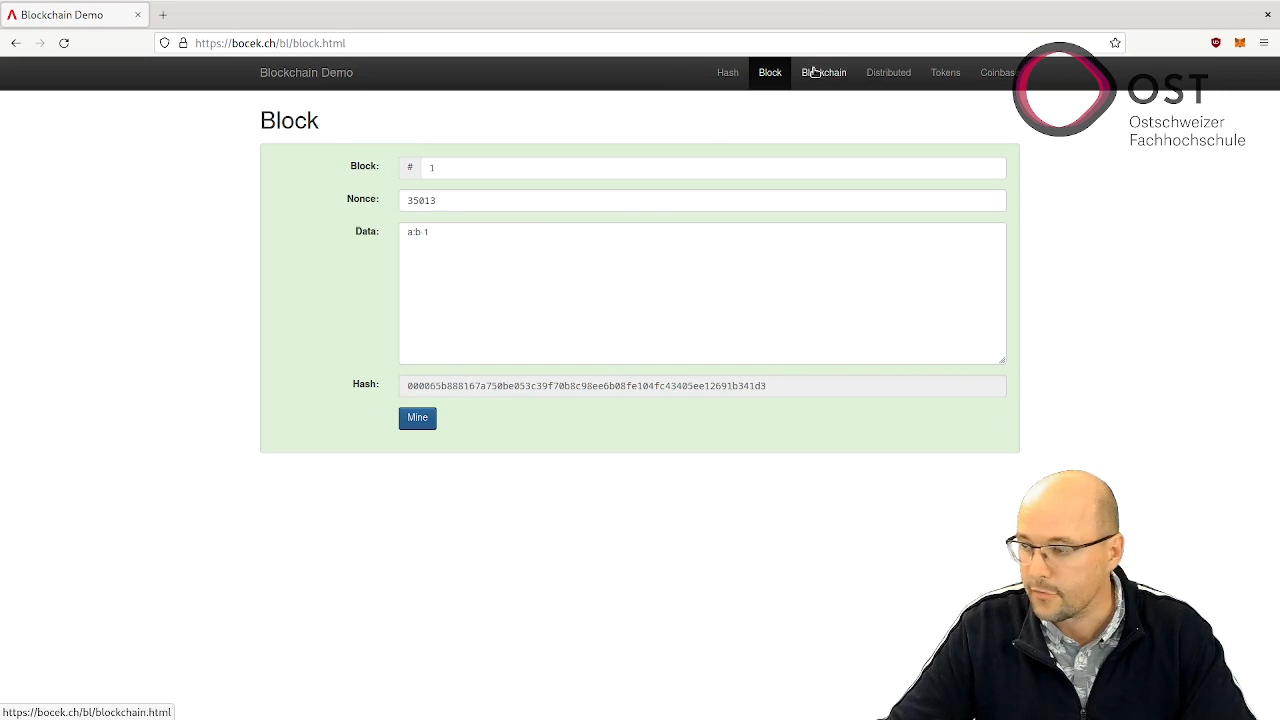 Blockchain Demo
https://bocek.ch/bl/block.html
Blockchain Demo
Hash
Block
Blockchain
Distributed
Tokens
Coinbase
OST
Ostschweizer
Fachhochschule
Block
Block:
#
1
Nonce:
35013
Data:
a:b-1
Hash:
000065b888167a750be053c39f70b8c98ee6b08fe104fc43405ee12691b341d3
Mine
https://bocek.ch/bl/blockchain.html